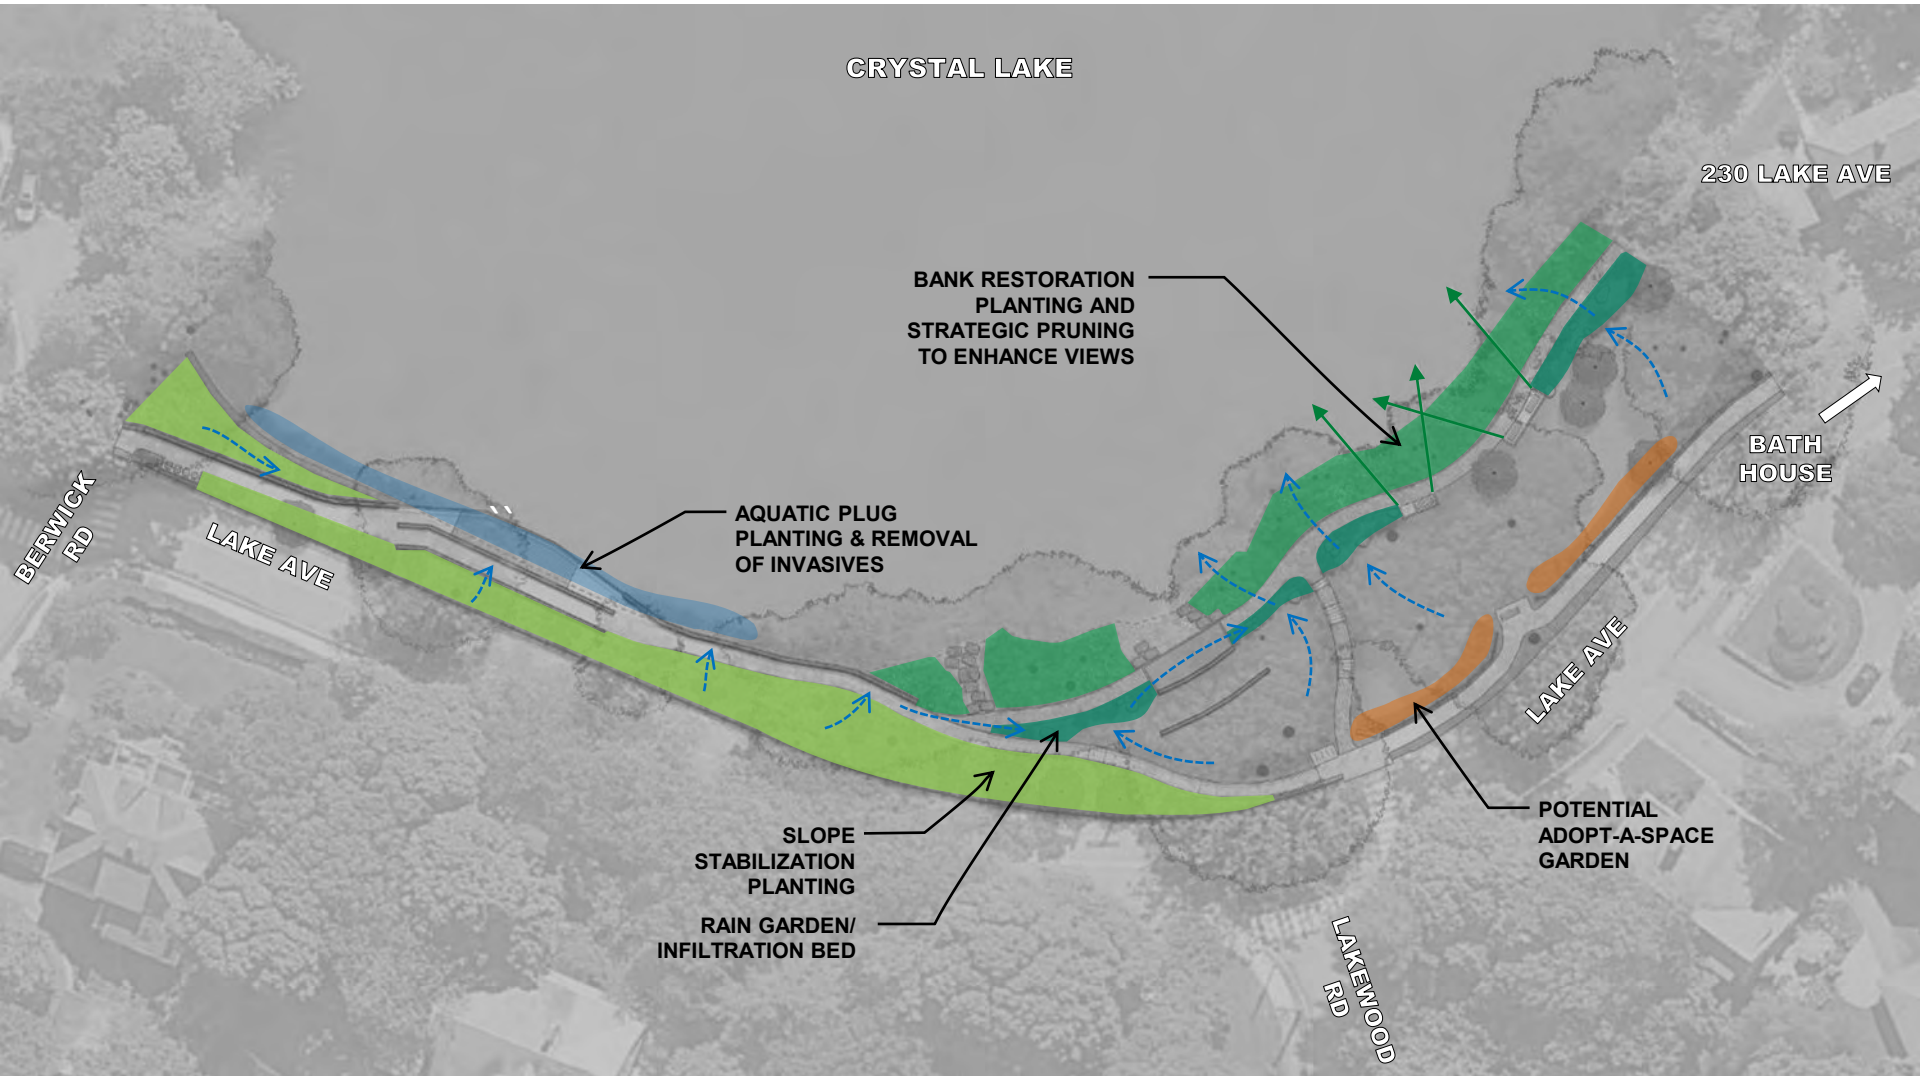 CRYSTAL LAKE
230 LAKE AVE
BANK RESTORATION
PLANTING AND
STRATEGIC PRUNING
TO ENHANCE VIEWS
BATH
HOUSE
BERWICK
RD
LAKE AVE
AQUATIC PLUG
PLANTING & REMOVAL
OF INVASIVES
LAKE AVE
SLOPE
STABILIZATION
PLANTING
POTENTIAL
ADOPT-A-SPACE
GARDEN
RAIN GARDEN/
INFILTRATION BED
LAKEWOOD
RD